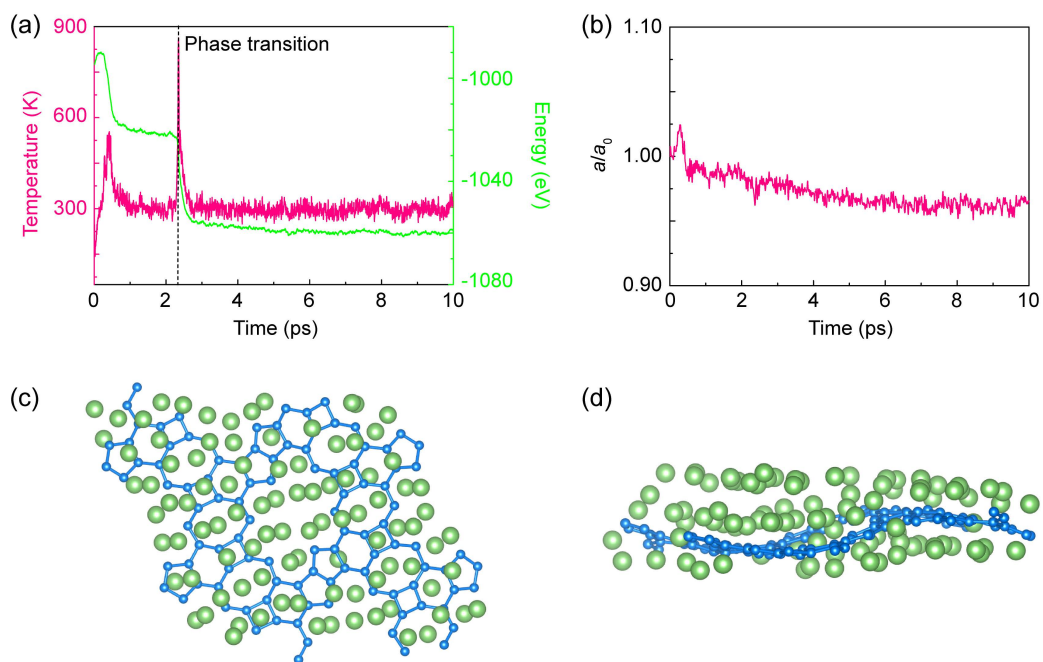 (a)
900
600
300
Temperature (K)
Phase transition
-1000
-1040
-1080
Energy (eV)
0 2 4 6 8 10
Time (ps)
(b)
1.10
1.00
0.90
a/a0
0 2 4 6 8 10
Time (ps)
(c)
(d)